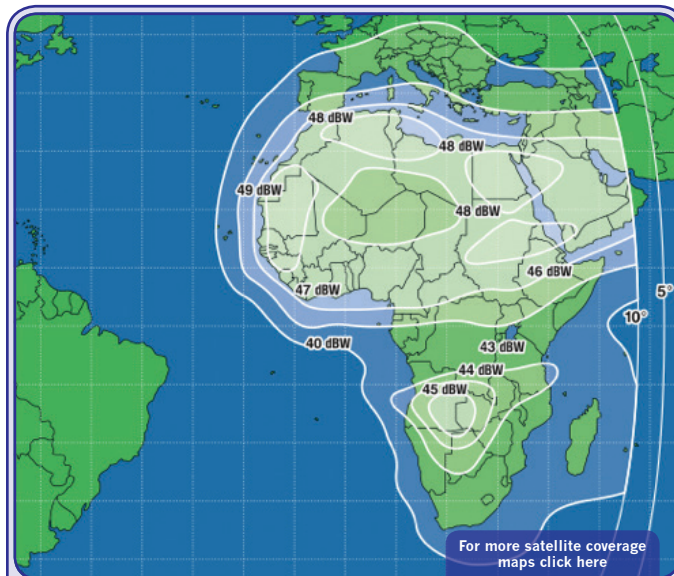 48 dBW
48 dBW
49 dBW
48 dBW
46 dBW
5°
47 dBW
10°
40 dBW
43 dBW
44 dBW
45 dBW
For more satellite coverage
maps click here